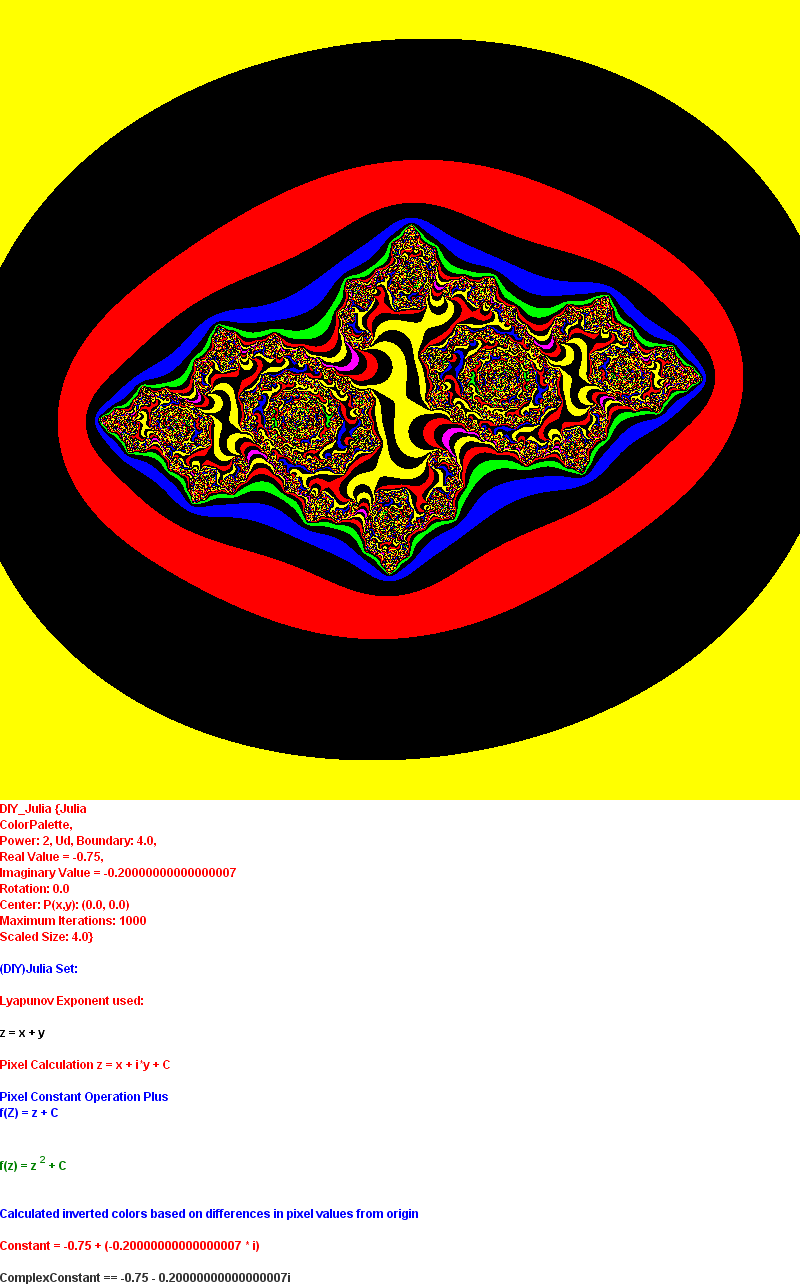 DIY_Julia {Julia
ColorPalette,
Power: 2, Ud, Boundary: 4.0,
Real Value = -0.75,
Imaginary Value = -0.20000000000000007
Rotation: 0.0
Center: P(x,y): (0.0, 0.0)
Maximum Iterations: 1000
Scaled Size: 4.0}
(DIY)Julia Set:
Lyapunov Exponent used:
z = x + y
Pixel Calculation z = x + i*y + C
Pixel Constant Operation Plus
f(Z) = z + C
f(z) = z 2 + C
Calculated inverted colors based on differences in pixel values from origin
Constant = -0.75 + (-0.20000000000000007 * i)
ComplexConstant == -0.75 - 0.20000000000000007i